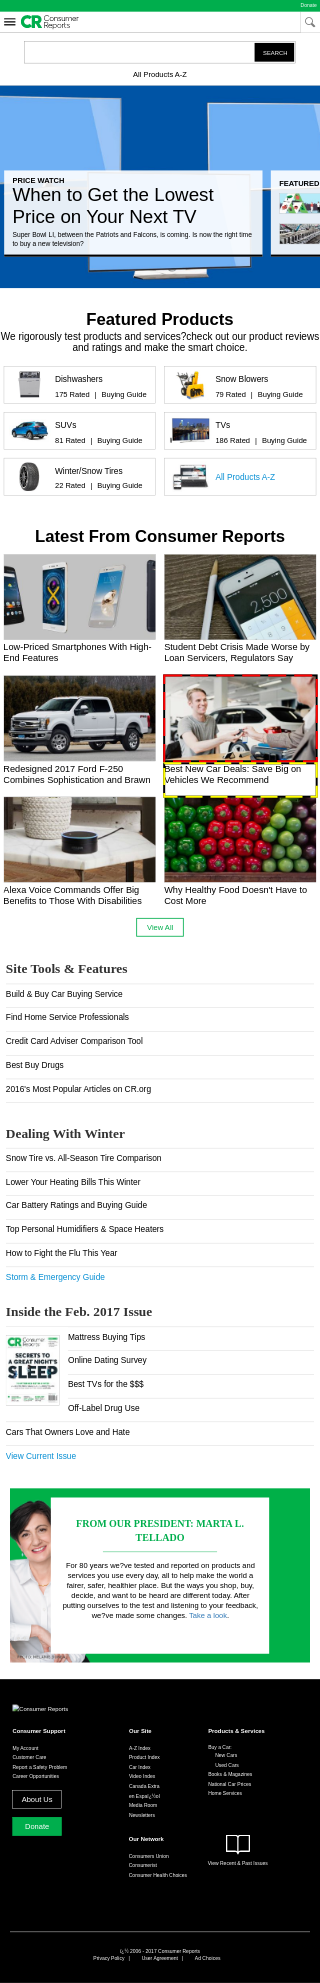 Donate
CR Consumer Reports
SEARCH
All Products A-Z
PRICE WATCH
When to Get the Lowest
Price on Your Next TV
Super Bowl LI, between the Patriots and Falcons, is coming. Is now the right time
to buy a new television?
FEATURED
Featured Products
We rigorously test products and services?check out our product reviews
and ratings and make the smart choice.
Dishwashers
175 Rated | Buying Guide
Snow Blowers
79 Rated | Buying Guide
SUVs
81 Rated | Buying Guide
TVs
186 Rated | Buying Guide
Winter/Snow Tires
22 Rated | Buying Guide
All Products A-Z
Latest From Consumer Reports
2,500
Low-Priced Smartphones With High-
End Features
Student Debt Crisis Made Worse by
Loan Servicers, Regulators Say
Redesigned 2017 Ford F-250
Combines Sophistication and Brawn
Best New Car Deals: Save Big on
Vehicles We Recommend
Alexa Voice Commands Offer Big
Benefits to Those With Disabilities
Why Healthy Food Doesn't Have to
Cost More
View All
Site Tools & Features
Build & Buy Car Buying Service
Find Home Service Professionals
Credit Card Adviser Comparison Tool
Best Buy Drugs
2016's Most Popular Articles on CR.org
Dealing With Winter
Snow Tire vs. All-Season Tire Comparison
Lower Your Heating Bills This Winter
Car Battery Ratings and Buying Guide
Top Personal Humidifiers & Space Heaters
How to Fight the Flu This Year
Storm & Emergency Guide
Inside the Feb. 2017 Issue
CR Consumer Reports
SECRETS TO
A GREAT NIGHT'S
SLEEP
Mattress Buying Tips
Online Dating Survey
Best TVs for the $$$
Off-Label Drug Use
Cars That Owners Love and Hate
View Current Issue
FROM OUR PRESIDENT: MARTA L.
TELLADO
For 80 years we?ve tested and reported on products and
services you use every day, all to help make the world a
fairer, safer, healthier place. But the ways you shop, buy,
decide, and want to be heard are different today. After
putting ourselves to the test and listening to your feedback,
we?ve made some changes. Take a look.
Consumer Reports
Consumer Support
My Account
Customer Care
Report a Safety Problem
Career Opportunities
About Us
Donate
Our Site
A-Z Index
Product Index
Car Index
Video Index
Canada Extra
en Espaï¿½ol
Media Room
Newsletters
Our Network
Consumers Union
Consumerist
Consumer Health Choices
Products & Services
Buy a Car:
New Cars
Used Cars
Books & Magazines
National Car Prices
Home Services
View Recent & Past Issues
ï¿½ 2006 - 2017 Consumer Reports
Privacy Policy | User Agreement | Ad Choices